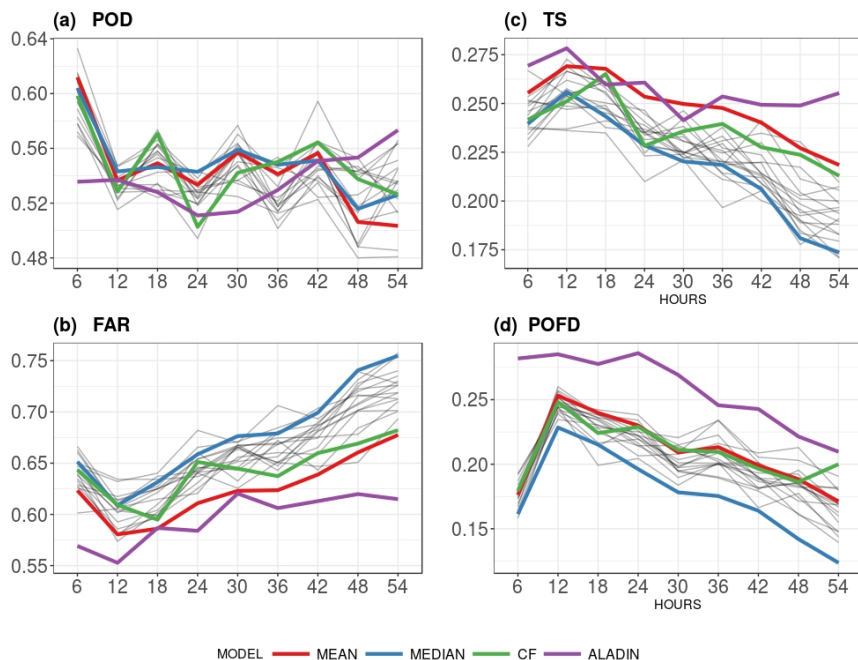 (a) POD
0.64
0.60
0.56
0.52
0.48
6 12 18 24 30 36 42 48 54
(c) TS
0.275
0.250
0.225
0.200
0.175
6 12 18 24 30 36 42 48 54
HOURS
(b) FAR
0.75
0.70
0.65
0.60
0.55
6 12 18 24 30 36 42 48 54
(d) POFD
0.25
0.20
0.15
6 12 18 24 30 36 42 48 54
HOURS
MODEL MEAN MEDIAN CF ALADIN